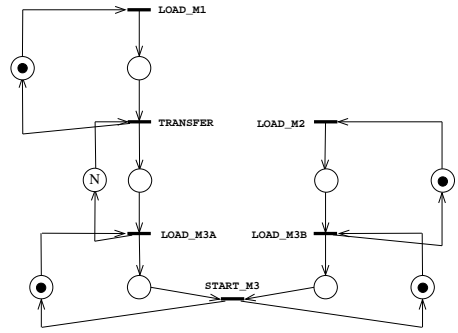 LOAD_M1
TRANSFER
LOAD_M2
N
LOAD_M3A
LOAD_M3B
START_M3